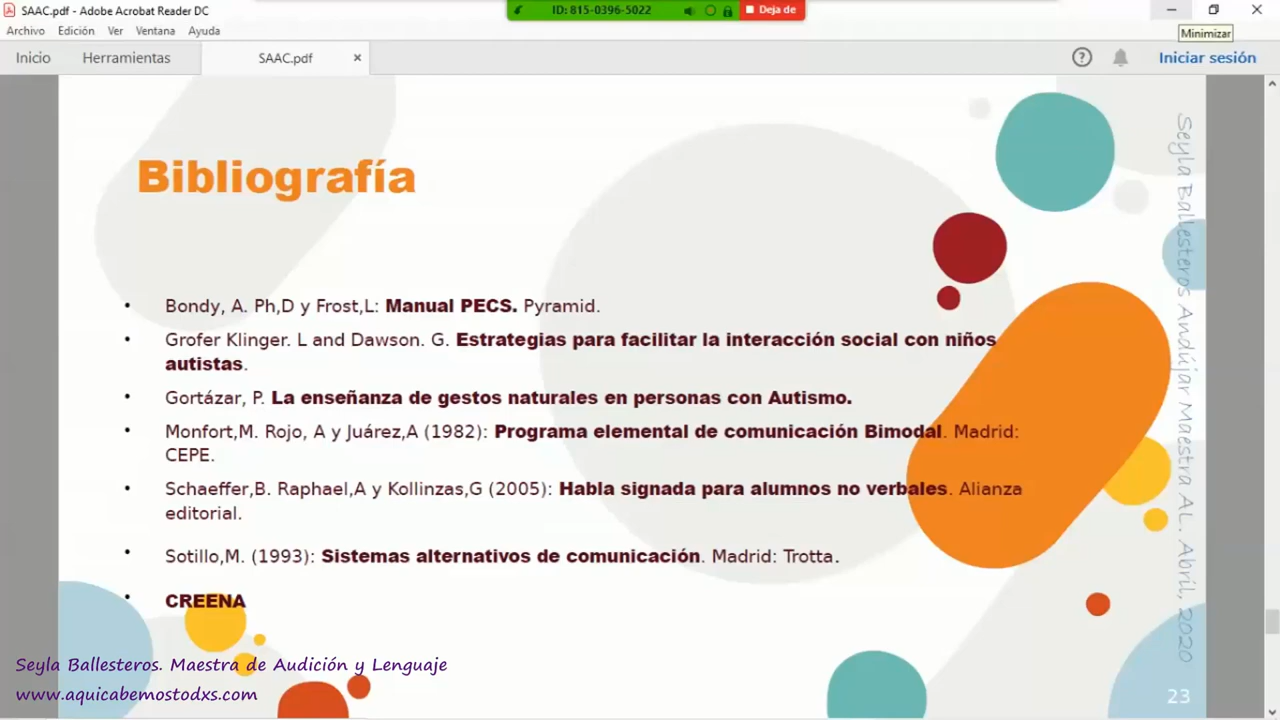 SAAC.pdf - Adobe Acrobat Reader DC
ID: 815-0396-5022
Deja de
Archivo Edición Ver Ventana Ayuda
Minimizar
Inicio Herramientas SAAC.pdf × Iniciar sesión
Bibliografía
• Bondy, A. Ph,D y Frost,L: Manual PECS. Pyramid.
• Grofer Klinger. L and Dawson. G. Estrategias para facilitar la interacción social con niños
autistas.
• Gortázar, P. La enseñanza de gestos naturales en personas con Autismo.
• Monfort,M. Rojo, A y Juárez,A (1982): Programa elemental de comunicación Bimodal. Madrid:
CEPE.
• Schaeffer,B. Raphael,A y Kollinzas,G (2005): Habla signada para alumnos no verbales. Alianza
editorial.
• Sotillo,M. (1993): Sistemas alternativos de comunicación. Madrid: Trotta.
• CREENA
Seyla Ballesteros Andújar Maestra AL. Abril, 2020
Seyla Ballesteros. Maestra de Audición y Lenguaje
www.aquicabemostodxs.com
23